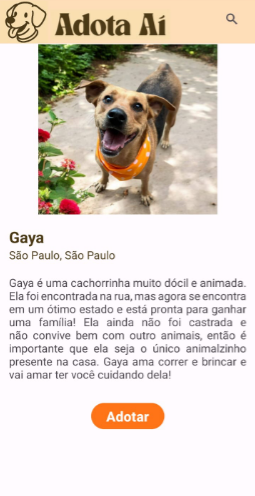 Adota Aí
Gaya
São Paulo, São Paulo
Gaya é uma cachorrinha muito dócil e animada.
Ela foi encontrada na rua, mas agora se encontra
em um ótimo estado e está pronta para ganhar
uma família! Ela ainda não foi castrada e
não convive bem com outro animais, então é
importante que ela seja o único animalzinho
presente na casa. Gaya ama correr e brincar e
vai amar ter você cuidando dela!
Adotar